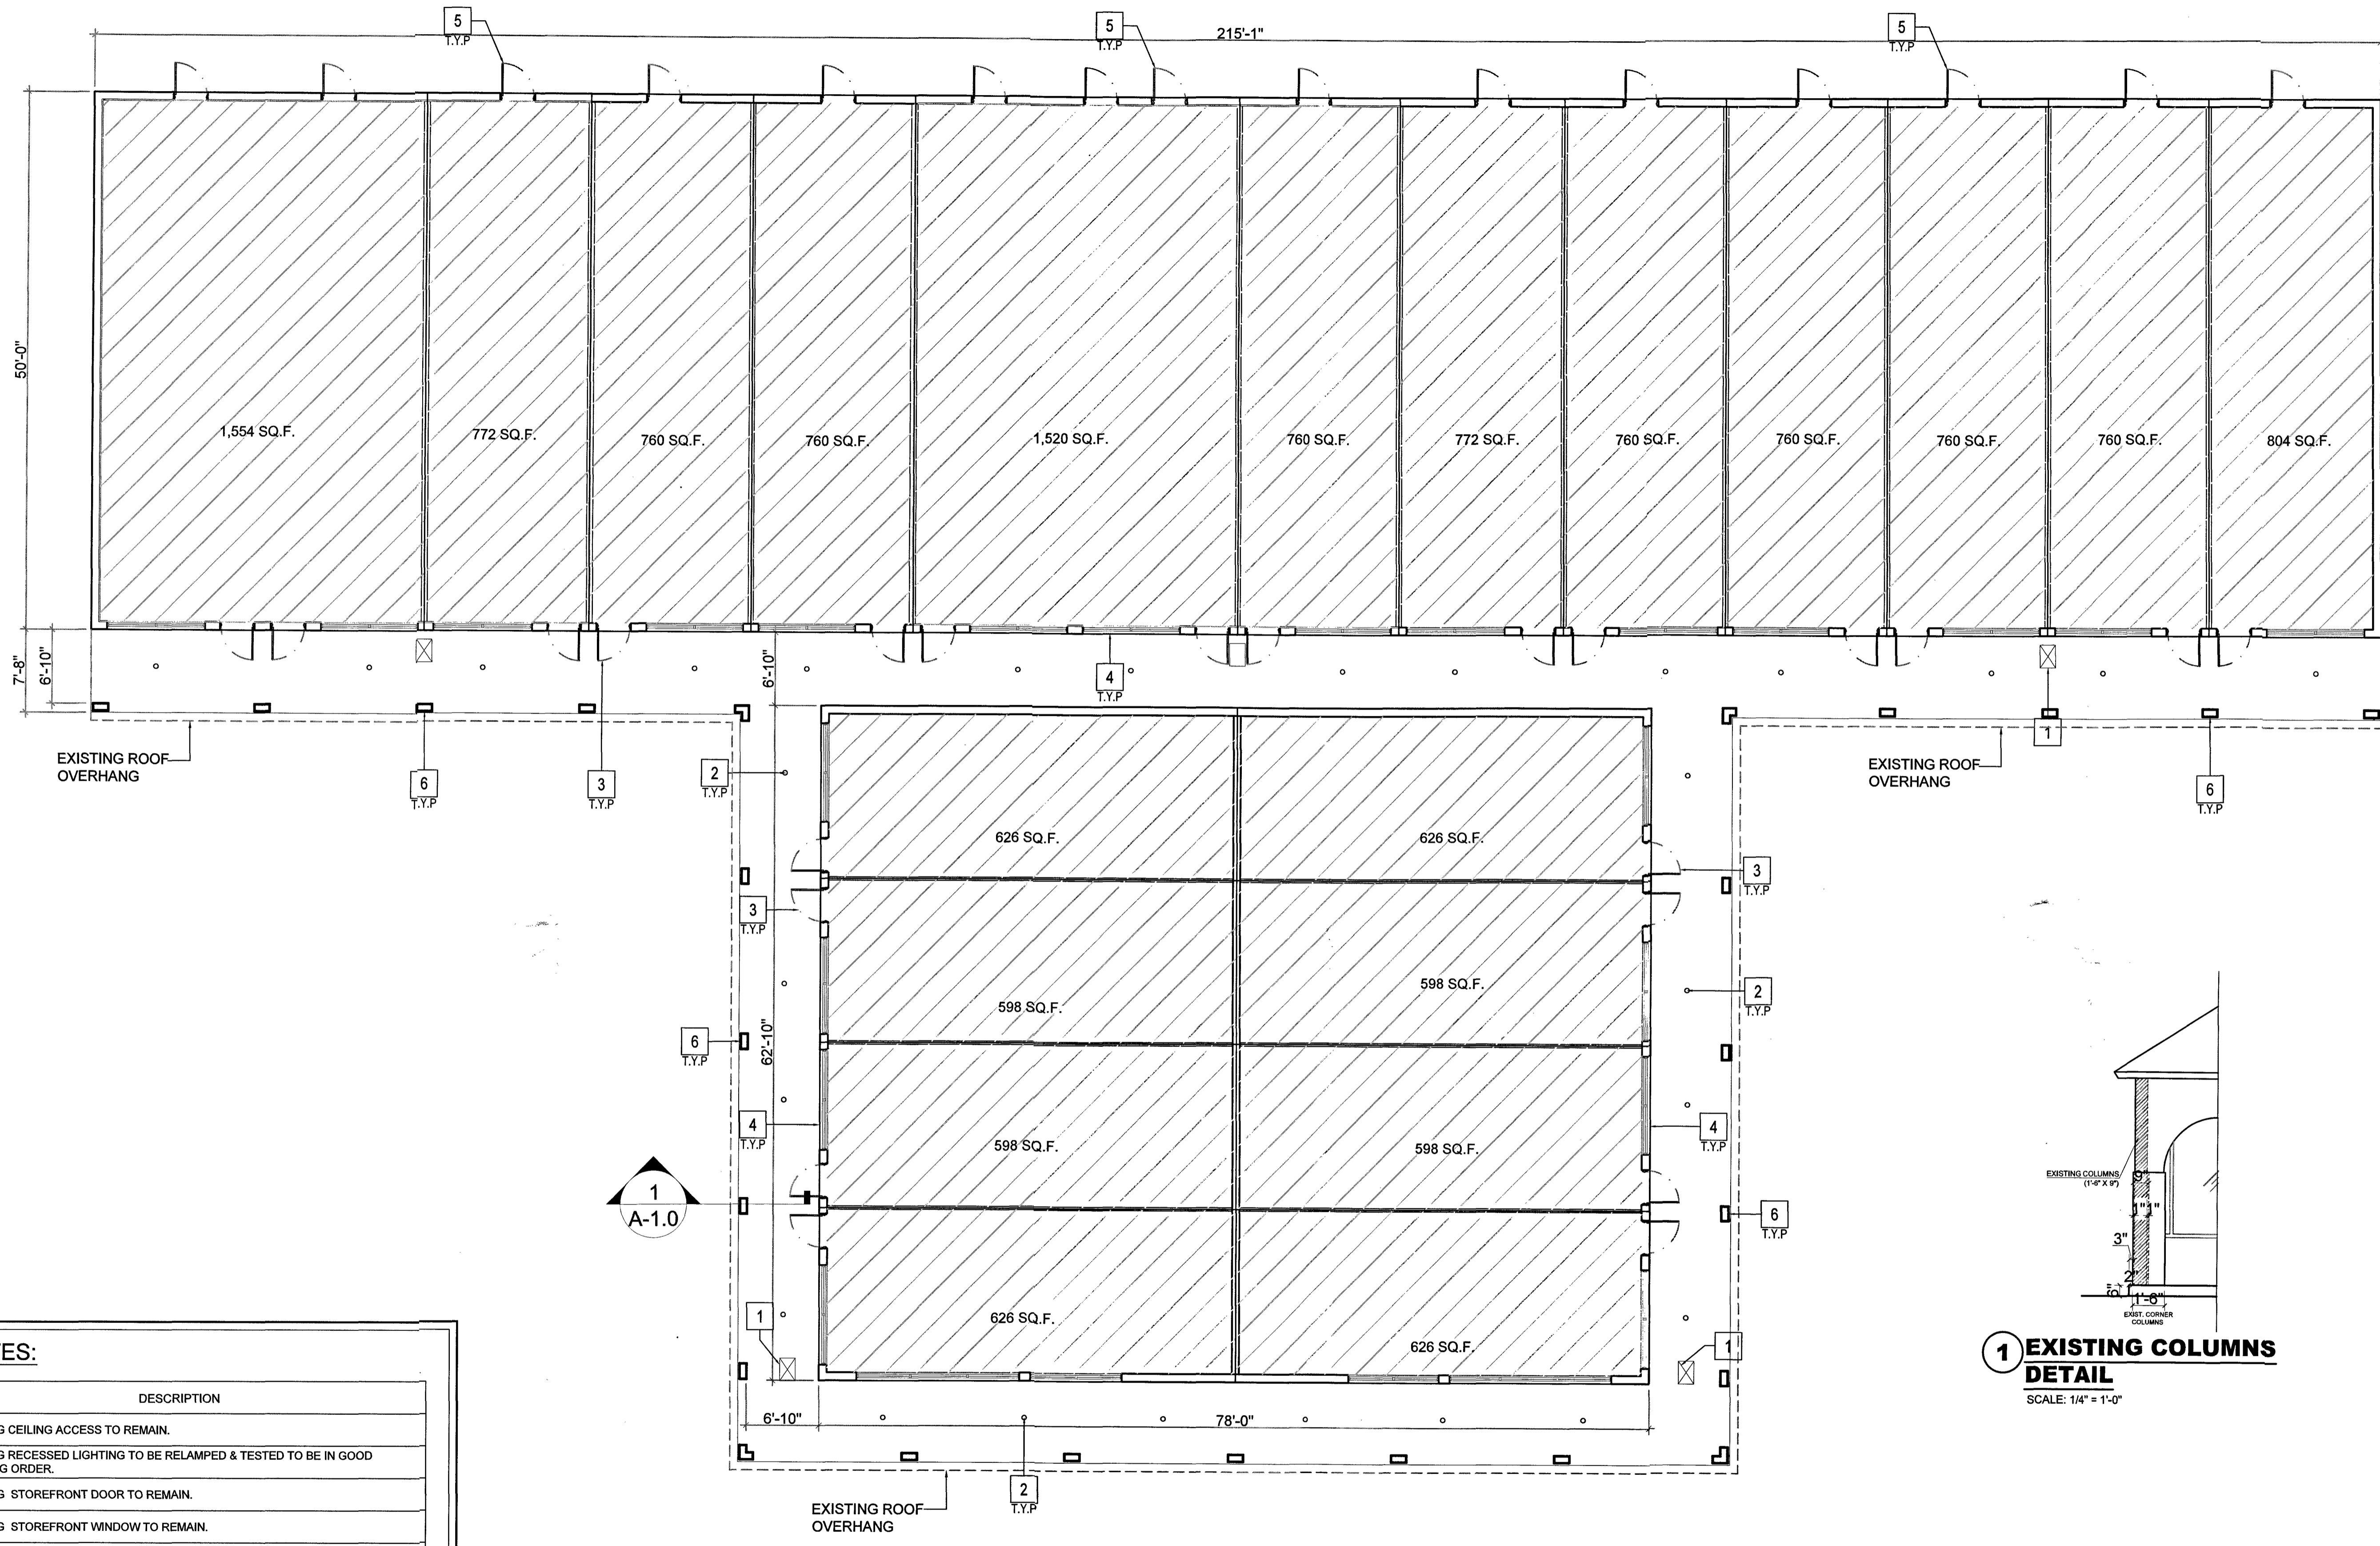 5
T.Y.P
5
T.Y.P
215'-1"
5
T.Y.P
50'-0"
1,554 SQ.F.
772 SQ.F.
760 SQ.F.
760 SQ.F.
1,520 SQ.F.
760 SQ.F.
772 SQ.F.
760 SQ.F.
760 SQ.F.
760 SQ.F.
760 SQ.F.
804 SQ.F.
7'-8"
6'-10"
6'-10"
4
T.Y.P
1
EXISTING ROOF
OVERHANG
6
T.Y.P
3
T.Y.P
2
T.Y.P
EXISTING ROOF
OVERHANG
6
T.Y.P
626 SQ.F.
626 SQ.F.
3
T.Y.P
3
T.Y.P
598 SQ.F.
598 SQ.F.
2
T.Y.P
6
T.Y.P
62'-10"
4
T.Y.P
598 SQ.F.
598 SQ.F.
4
T.Y.P
1
A-1.0
6
T.Y.P
EXISTING COLUMNS
(1'-6" X 9")
9"
1"
1"
3"
2"
6"
1'-6"
EXIST. CORNER
COLUMNS
1
626 SQ.F.
626 SQ.F.
1
1 EXISTING COLUMNS
DETAIL
SCALE: 1/4" = 1'-0"
6'-10"
78'-0"
2
T.Y.P
EXISTING ROOF
OVERHANG
TES:
DESCRIPTION
G CEILING ACCESS TO REMAIN.
G RECESSED LIGHTING TO BE RELAMPED & TESTED TO BE IN GOOD
G ORDER.
G STOREFRONT DOOR TO REMAIN.
G STOREFRONT WINDOW TO REMAIN.